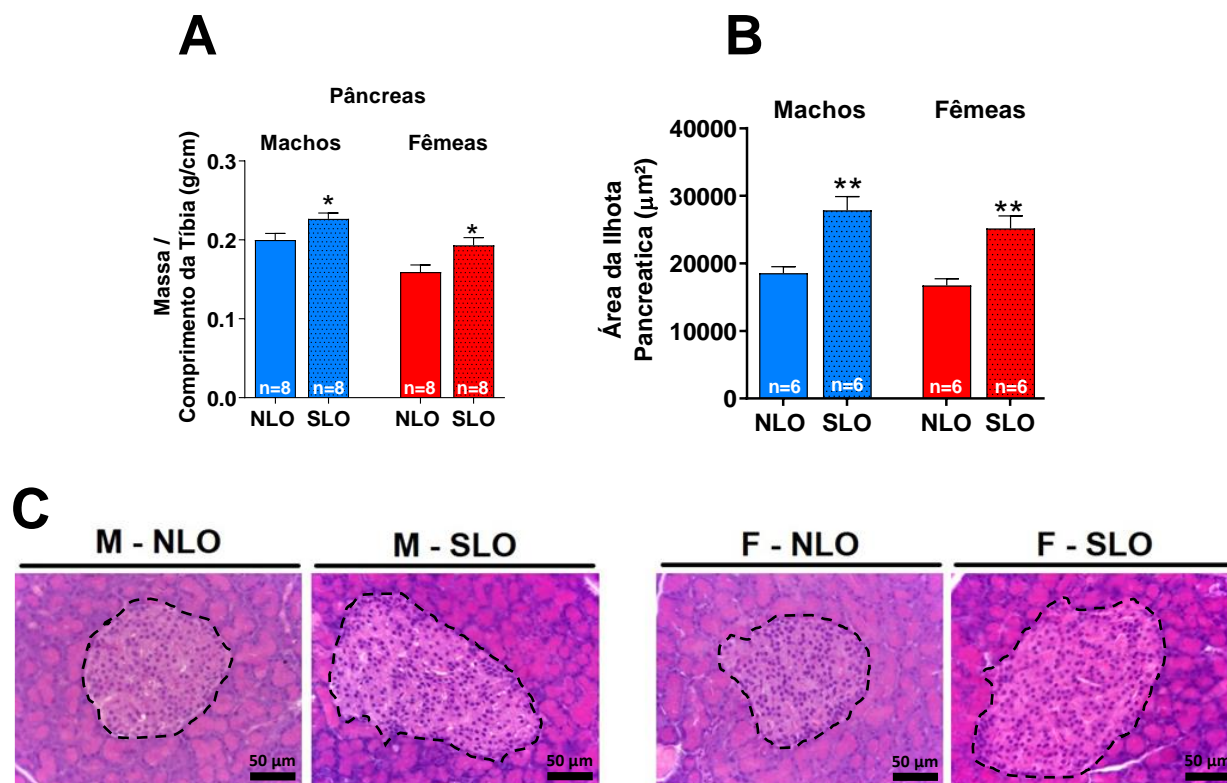 A
Pâncreas
Machos
Fêmeas
Massa /
Comprimento da Tíbia (g/cm)
0.3
0.2
0.1
0.0
*
*
n=8
n=8
n=8
n=8
NLO
SLO
NLO
SLO
B
Machos
Fêmeas
Área da Ilhota
Pancreatica (μm²)
40000
30000
20000
10000
0
**
**
n=6
n=6
n=6
n=6
NLO
SLO
NLO
SLO
C
M - NLO
M - SLO
F - NLO
F - SLO
50 μm
50 μm
50 μm
50 μm